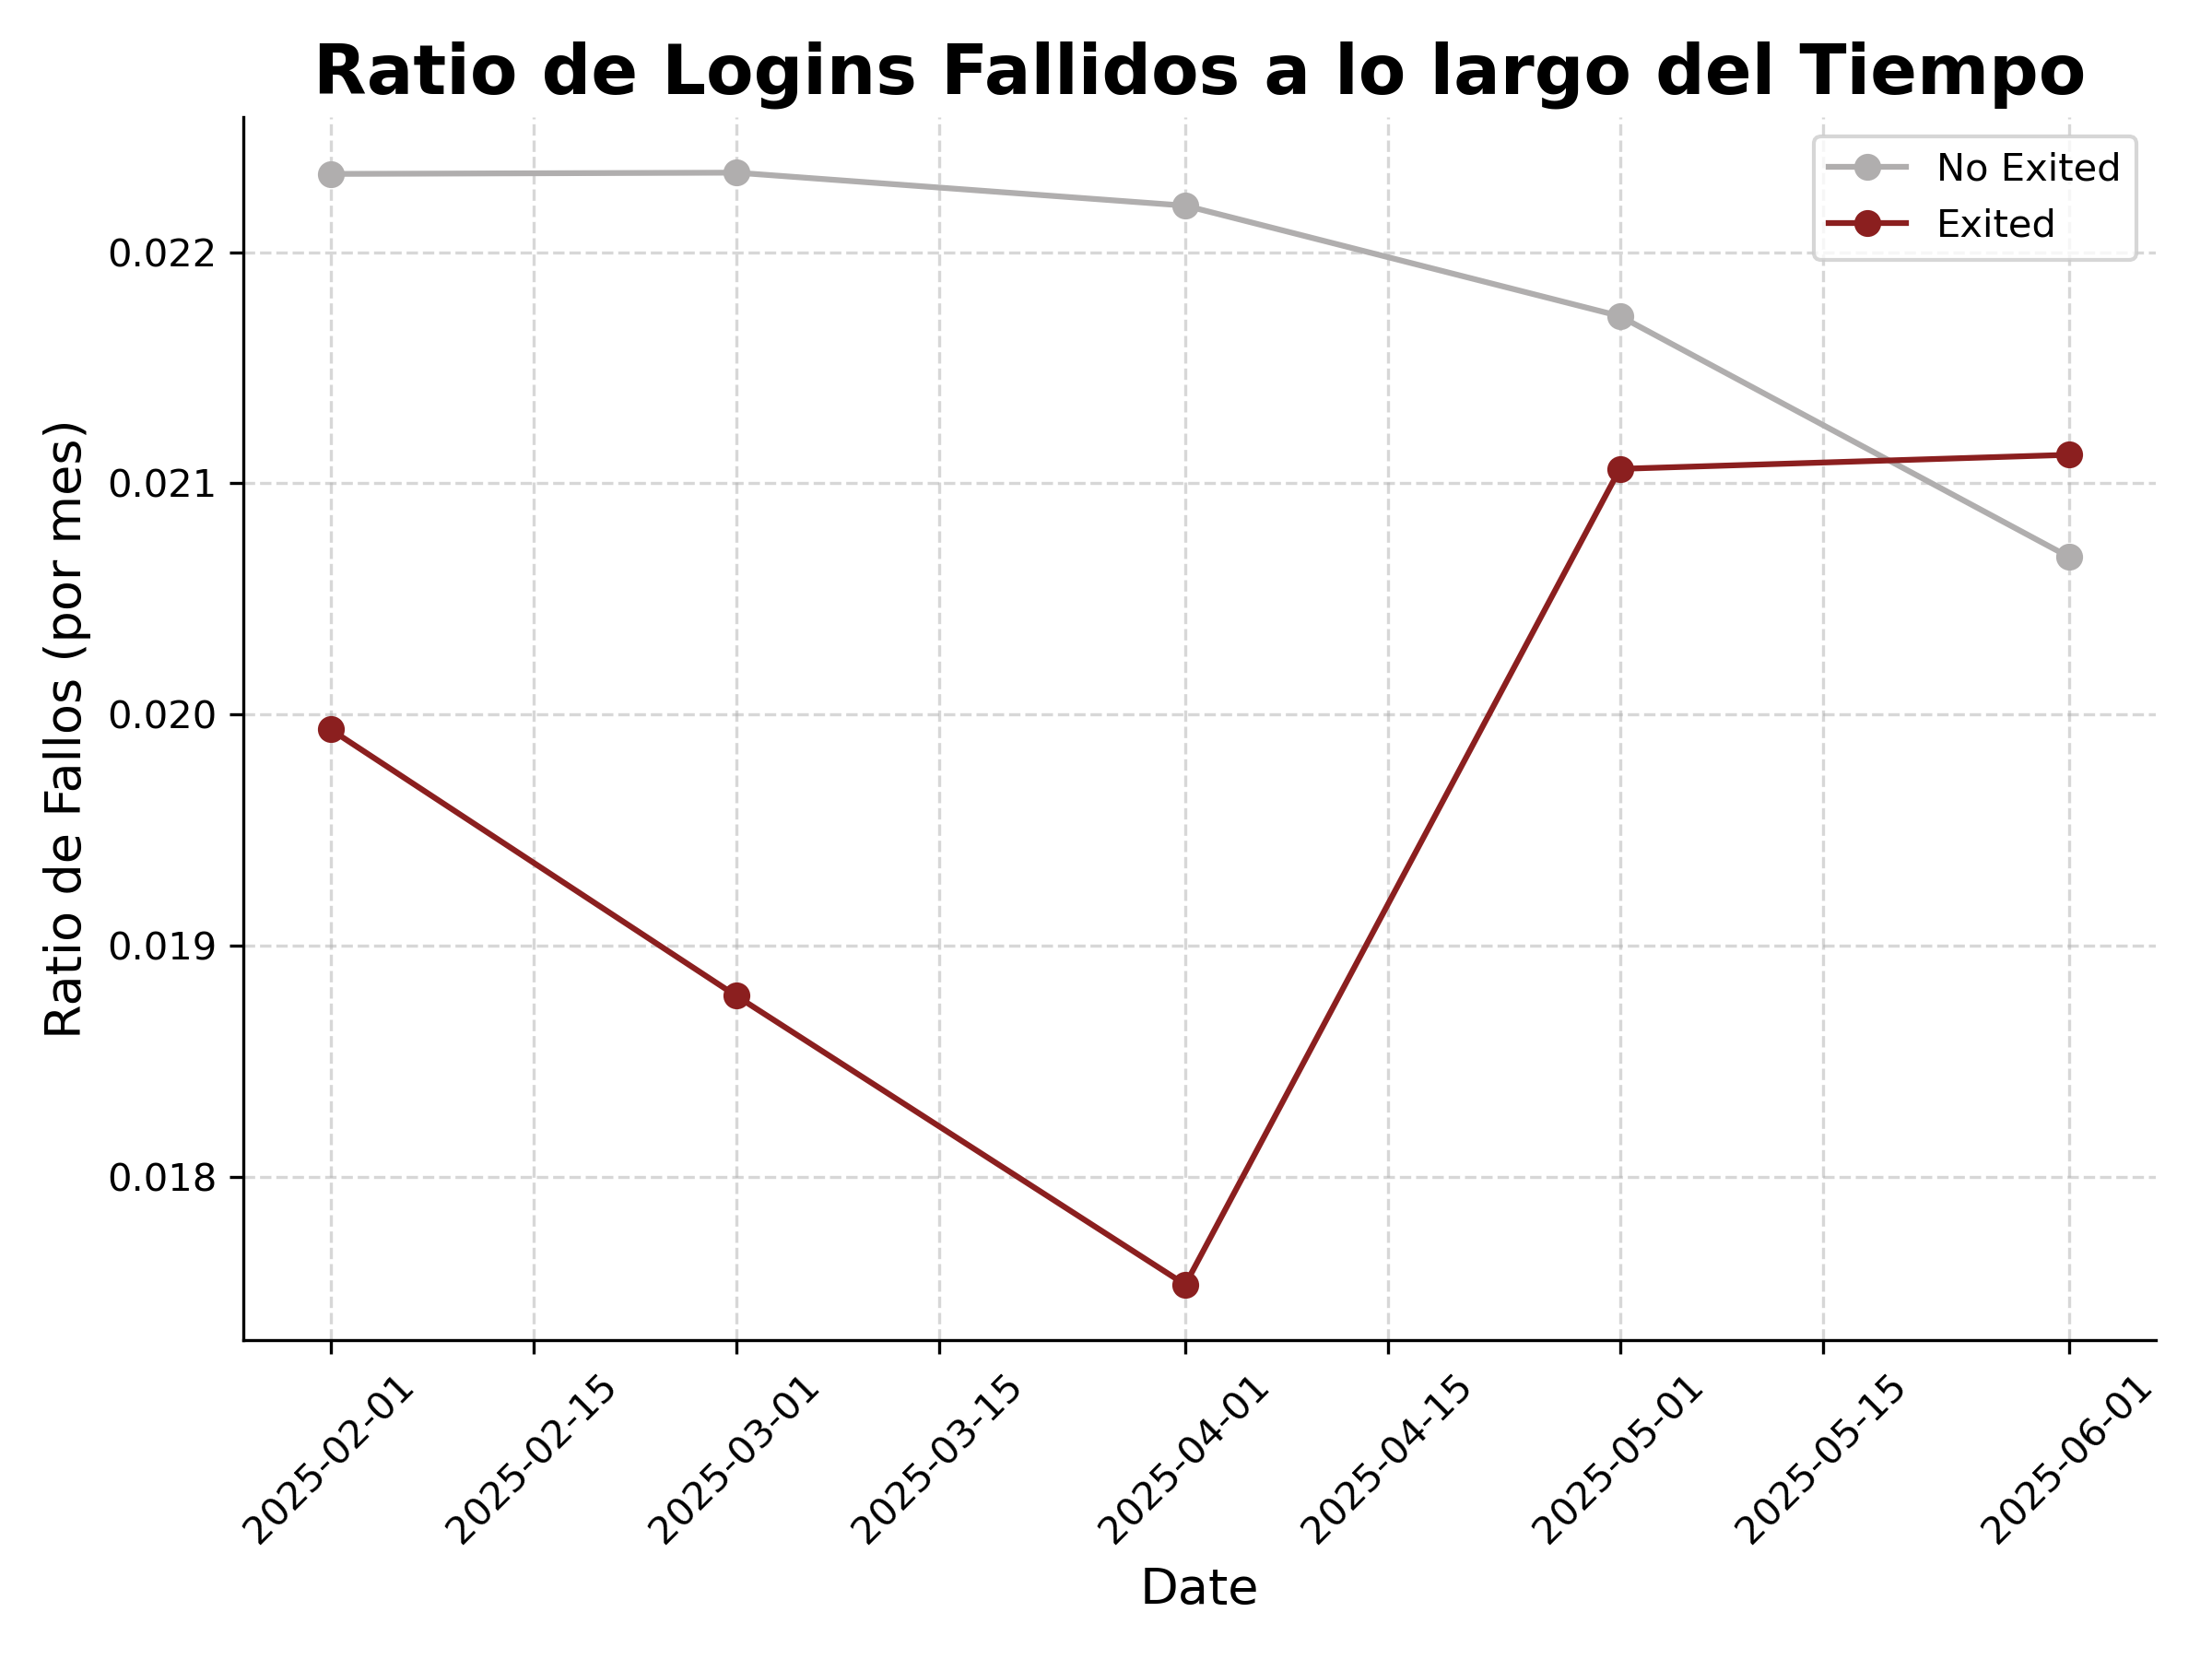 Ratio de Logins Fallidos a lo largo del Tiempo
No Exited
Exited
Ratio de Fallos (por mes)
0.022
0.021
0.020
0.019
0.018
2025-02-01
2025-02-15
2025-03-01
2025-03-15
2025-04-01
2025-04-15
2025-05-01
2025-05-15
2025-06-01
Date